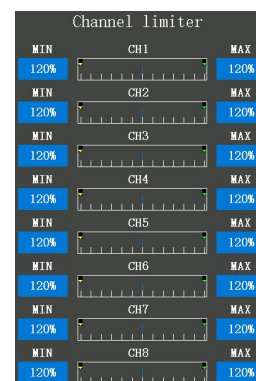 Channel limiter
MIN CH1 MAX
120% 120%
MIN CH2 MAX
120% 120%
MIN CH3 MAX
120% 120%
MIN CH4 MAX
120% 120%
MIN CH5 MAX
120% 120%
MIN CH6 MAX
120% 120%
MIN CH7 MAX
120% 120%
MIN CH8 MAX
120% 120%